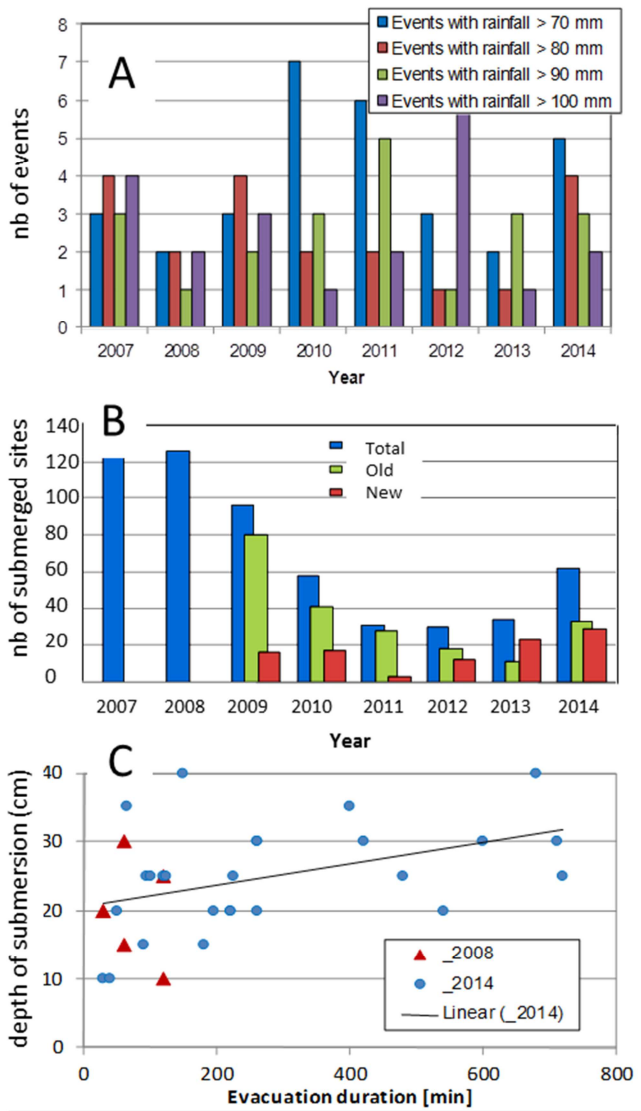 A
Events with rainfall > 70 mm
Events with rainfall > 80 mm
Events with rainfall > 90 mm
Events with rainfall > 100 mm
nb of events
8
7
6
5
4
3
2
1
0
2007 2008 2009 2010 2011 2012 2013 2014
Year
B
Total
Old
New
nb of submerged sites
140
120
100
80
60
40
20
0
2007 2008 2009 2010 2011 2012 2013 2014
Year
C
depth of submersion (cm)
40
30
20
10
0
_2008
_2014
Linear (_2014)
0 200 400 600 800
Evacuation duration [min]